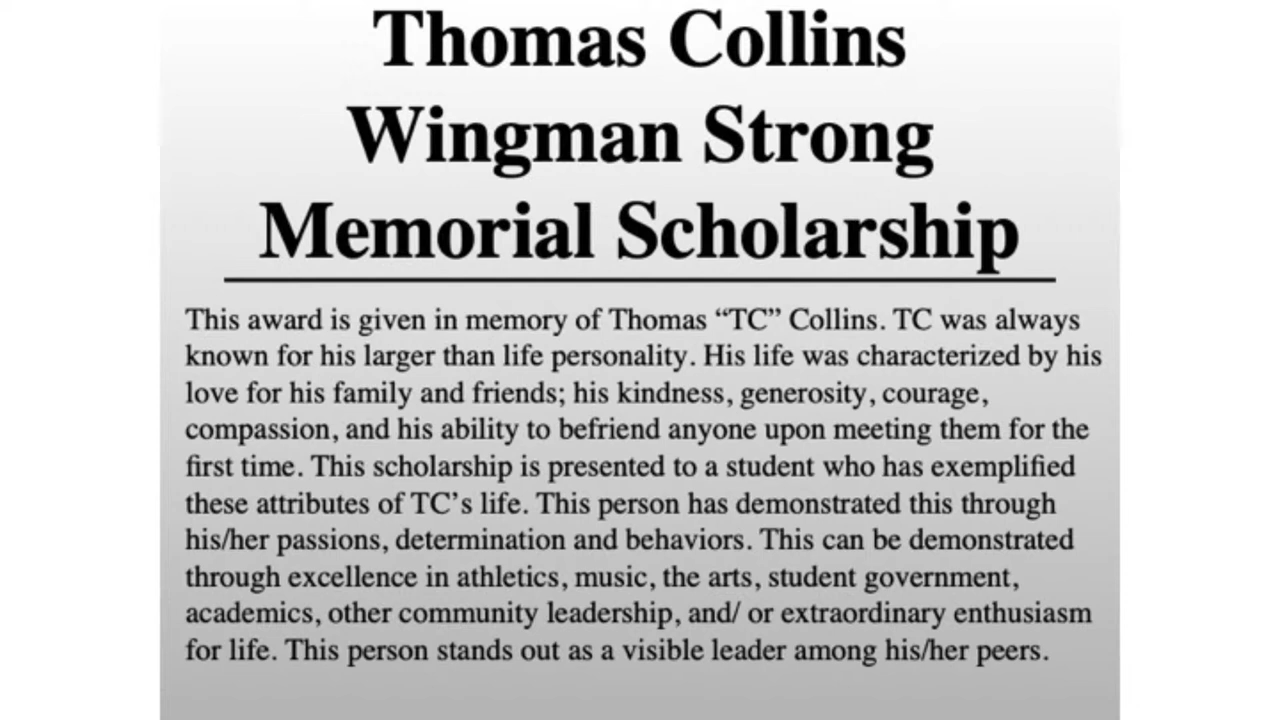 Thomas Collins
Wingman Strong
Memorial Scholarship
This award is given in memory of Thomas “TC” Collins. TC was always
known for his larger than life personality. His life was characterized by his
love for his family and friends; his kindness, generosity, courage,
compassion, and his ability to befriend anyone upon meeting them for the
first time. This scholarship is presented to a student who has exemplified
these attributes of TC’s life. This person has demonstrated this through
his/her passions, determination and behaviors. This can be demonstrated
through excellence in athletics, music, the arts, student government,
academics, other community leadership, and/ or extraordinary enthusiasm
for life. This person stands out as a visible leader among his/her peers.